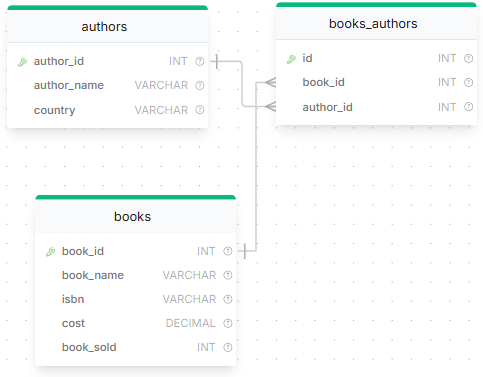 authors
author_id INT
author_name VARCHAR
country VARCHAR
books_authors
id INT
book_id INT
author_id INT
books
book_id INT
book_name VARCHAR
isbn VARCHAR
cost DECIMAL
book_sold INT